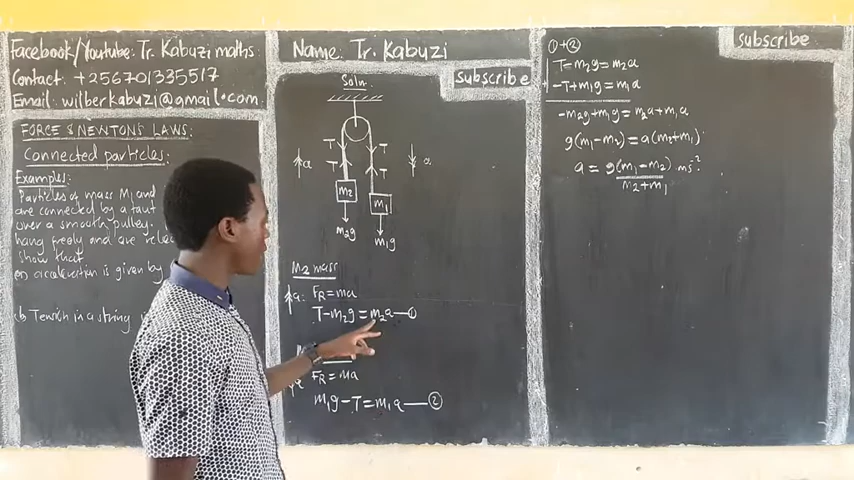 Facebook/Youtube: Tr. Kabuzi maths
Contact: +256701335517
Email: wilberkabuzi@gmail.com
FORCE & NEWTONS LAWS:
Connected particles:
Examples:
Particles of mass M₁ and
are connected by a taut
over a smooth pulley.
hang freely and are rele
show that
acceleration is given by
(b) Tension in a string
Name: Tr. Kabuzi
subscribe
Soln
T T
T T
a a
m₂ m₁
m₂g m₁g
M₂ mass
a: FR = ma
T-m₂g = m₂a — ①
FR = ma
m₁g - T = m₁a — ②
subscribe
① + ②
T = m₂g = m₂a
-T + m₁g = m₁a
-m₂g + m₁g = m₂a + m₁a
g(m₁ - m₂) = a(m₂ + m₁)
a = g(m₁ - m₂) ms⁻²
m₂ + m₁